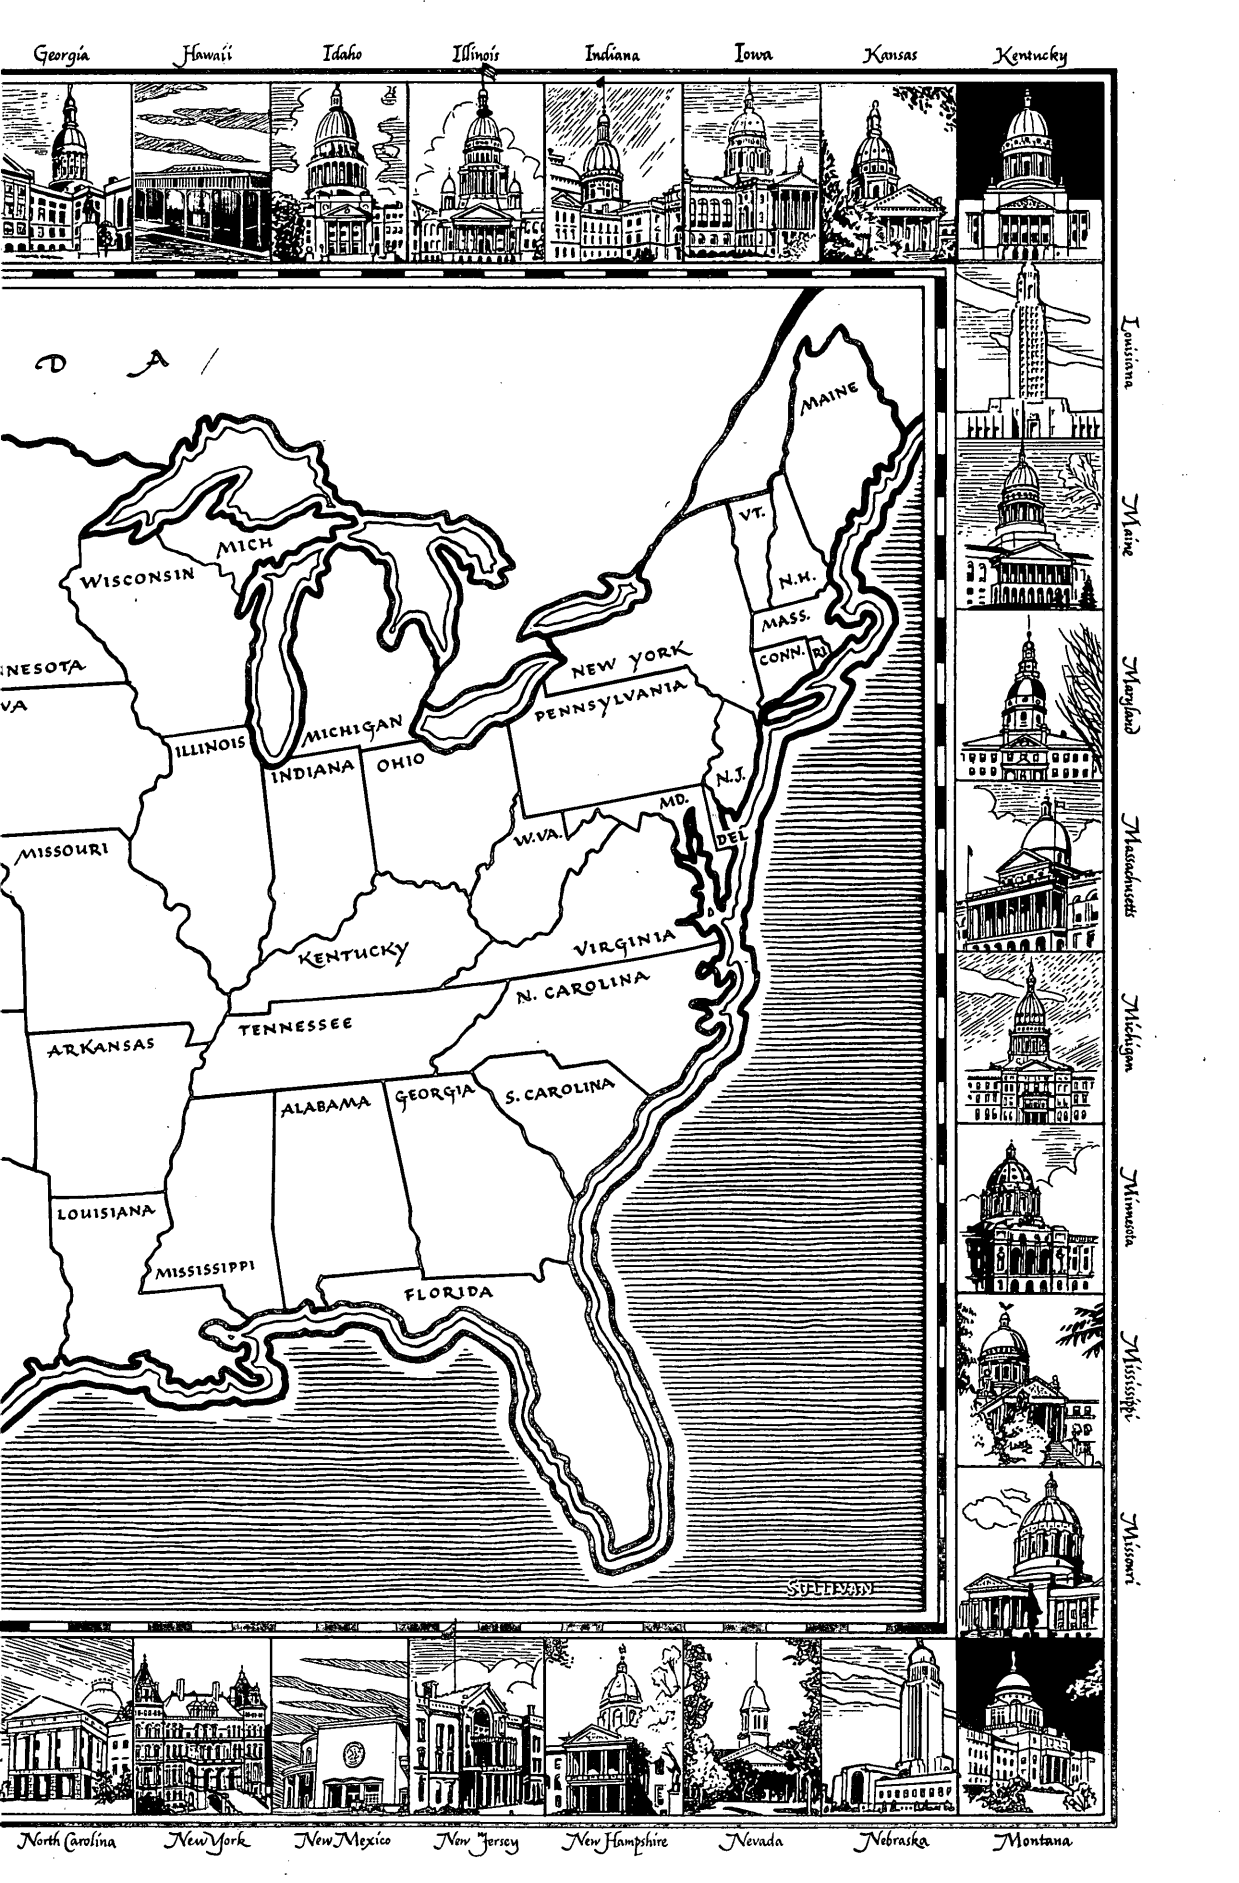 Georgia Hawaii Idaho Illinois Indiana Iowa Kansas Kentucky
Louisiana
D A
MAINE
Maine
VT.
MICH
WISCONSIN
N.H.
MASS.
CONN. R.I.
NNESOTA
NEW YORK
VA
PENNSYLVANIA
Maryland
MICHIGAN
ILLINOIS
OHIO
INDIANA
N.J.
MD.
DEL
W.VA.
MISSOURI
Massachusetts
VIRGINIA
KENTUCKY
N. CAROLINA
TENNESSEE
Michigan
ARKANSAS
GEORGIA
S. CAROLINA
ALABAMA
LOUISIANA
Minnesota
MISSISSIPPI
FLORIDA
Mississippi
Missouri
SULLIVAN
North Carolina New York New Mexico New Jersey New Hampshire Nevada Nebraska Montana